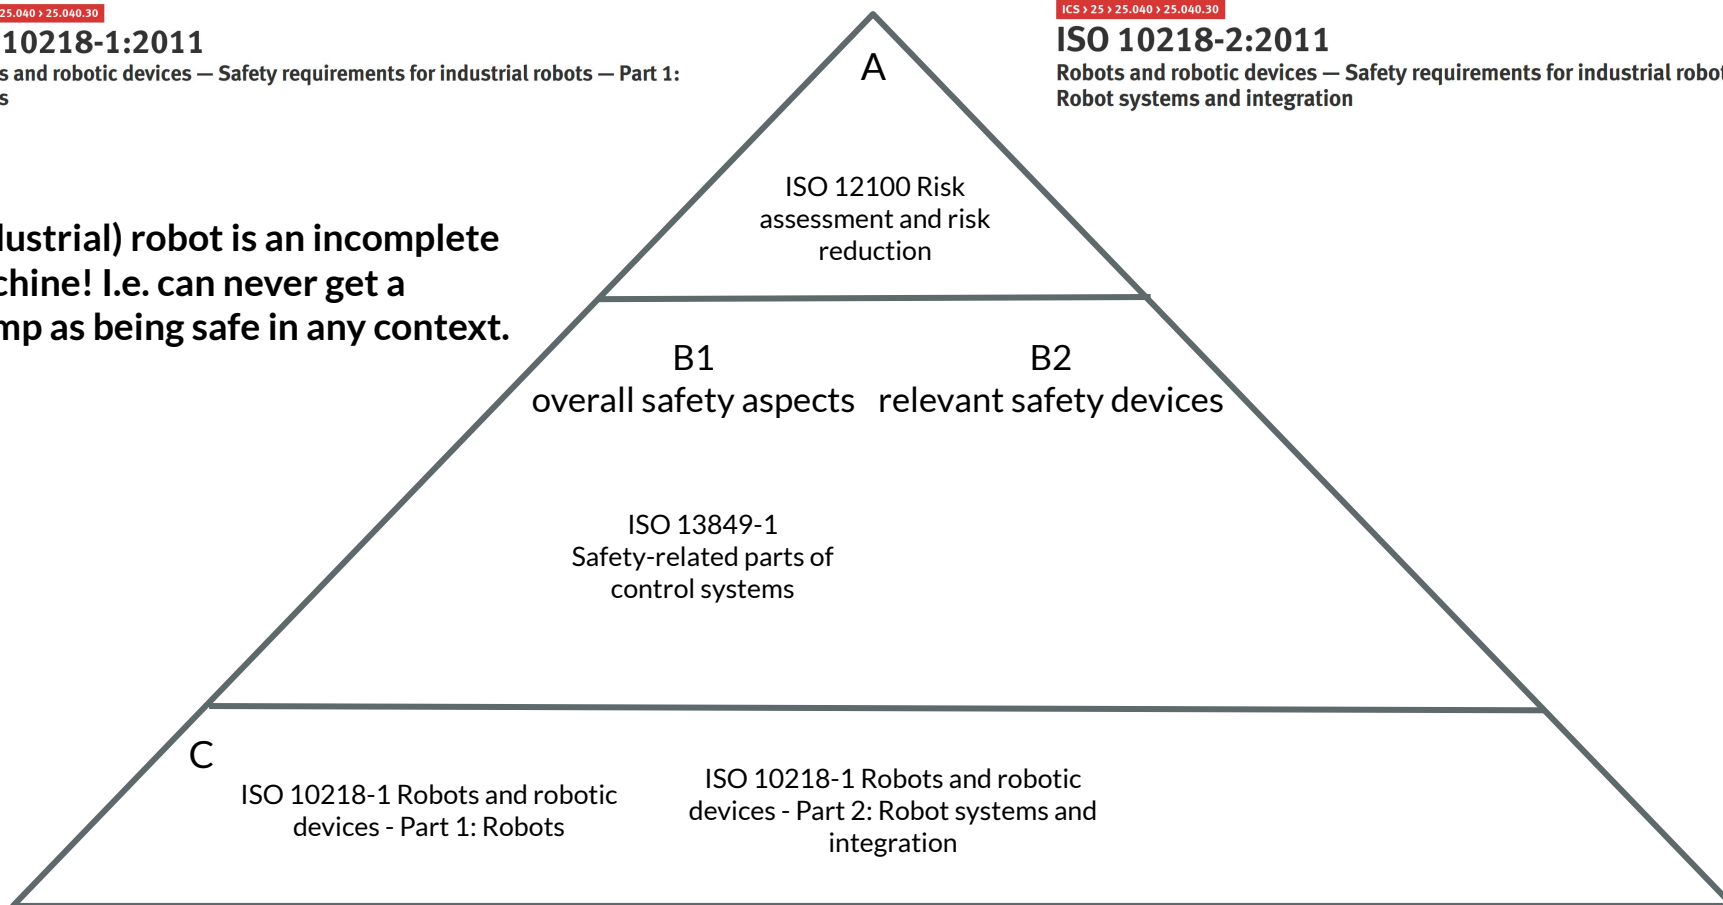 25.040 › 25.040.30
10218-1:2011
s and robotic devices — Safety requirements for industrial robots — Part 1:
s
ICS › 25 › 25.040 › 25.040.30
ISO 10218-2:2011
Robots and robotic devices — Safety requirements for industrial robot
Robot systems and integration
lustrial) robot is an incomplete
chine! I.e. can never get a
mp as being safe in any context.
A
ISO 12100 Risk
assessment and risk
reduction
B1
overall safety aspects
B2
relevant safety devices
ISO 13849-1
Safety-related parts of
control systems
C
ISO 10218-1 Robots and robotic
devices - Part 1: Robots
ISO 10218-1 Robots and robotic
devices - Part 2: Robot systems and
integration